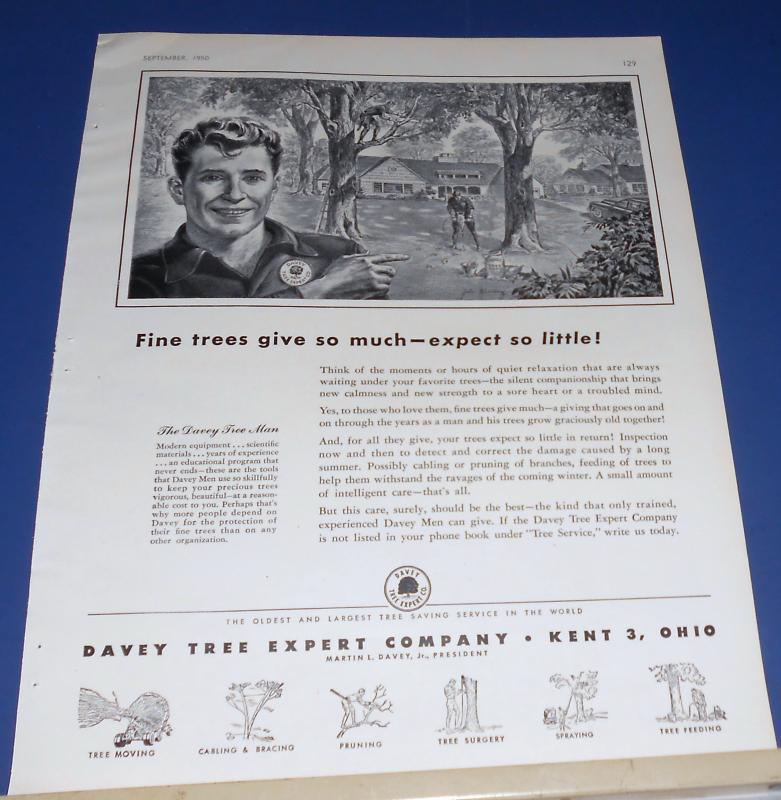 SEPTEMBER, 1950
129
DAVEY
TREE EXPERT CO.
Fine trees give so much—expect so little!
Think of the moments or hours of quiet relaxation that are always
waiting under your favorite trees—the silent companionship that brings
new calmness and new strength to a sore heart or a troubled mind.
Yes, to those who love them, fine trees give much—a giving that goes on and
on through the years as a man and his trees grow graciously old together!
And, for all they give, your trees expect so little in return! Inspection
now and then to detect and correct the damage caused by a long
summer. Possibly cabling or pruning of branches, feeding of trees to
help them withstand the ravages of the coming winter. A small amount
of intelligent care—that's all.
But this care, surely, should be the best—the kind that only trained,
experienced Davey Men can give. If the Davey Tree Expert Company
is not listed in your phone book under "Tree Service," write us today.
The Davey Tree Man
Modern equipment . . . scientific
materials . . . years of experience
. . . an educational program that
never ends—these are the tools
that Davey Men use so skillfully
to keep your precious trees
vigorous, beautiful—at a reason-
able cost to you. Perhaps that's
why more people depend on
Davey for the protection of
their fine trees than on any
other organization.
DAVEY
TREE EXPERT CO.
THE OLDEST AND LARGEST TREE SAVING SERVICE IN THE WORLD
DAVEY TREE EXPERT COMPANY • KENT 3, OHIO
MARTIN L. DAVEY, Jr., PRESIDENT
TREE MOVING
CABLING & BRACING
PRUNING
TREE SURGERY
SPRAYING
TREE FEEDING